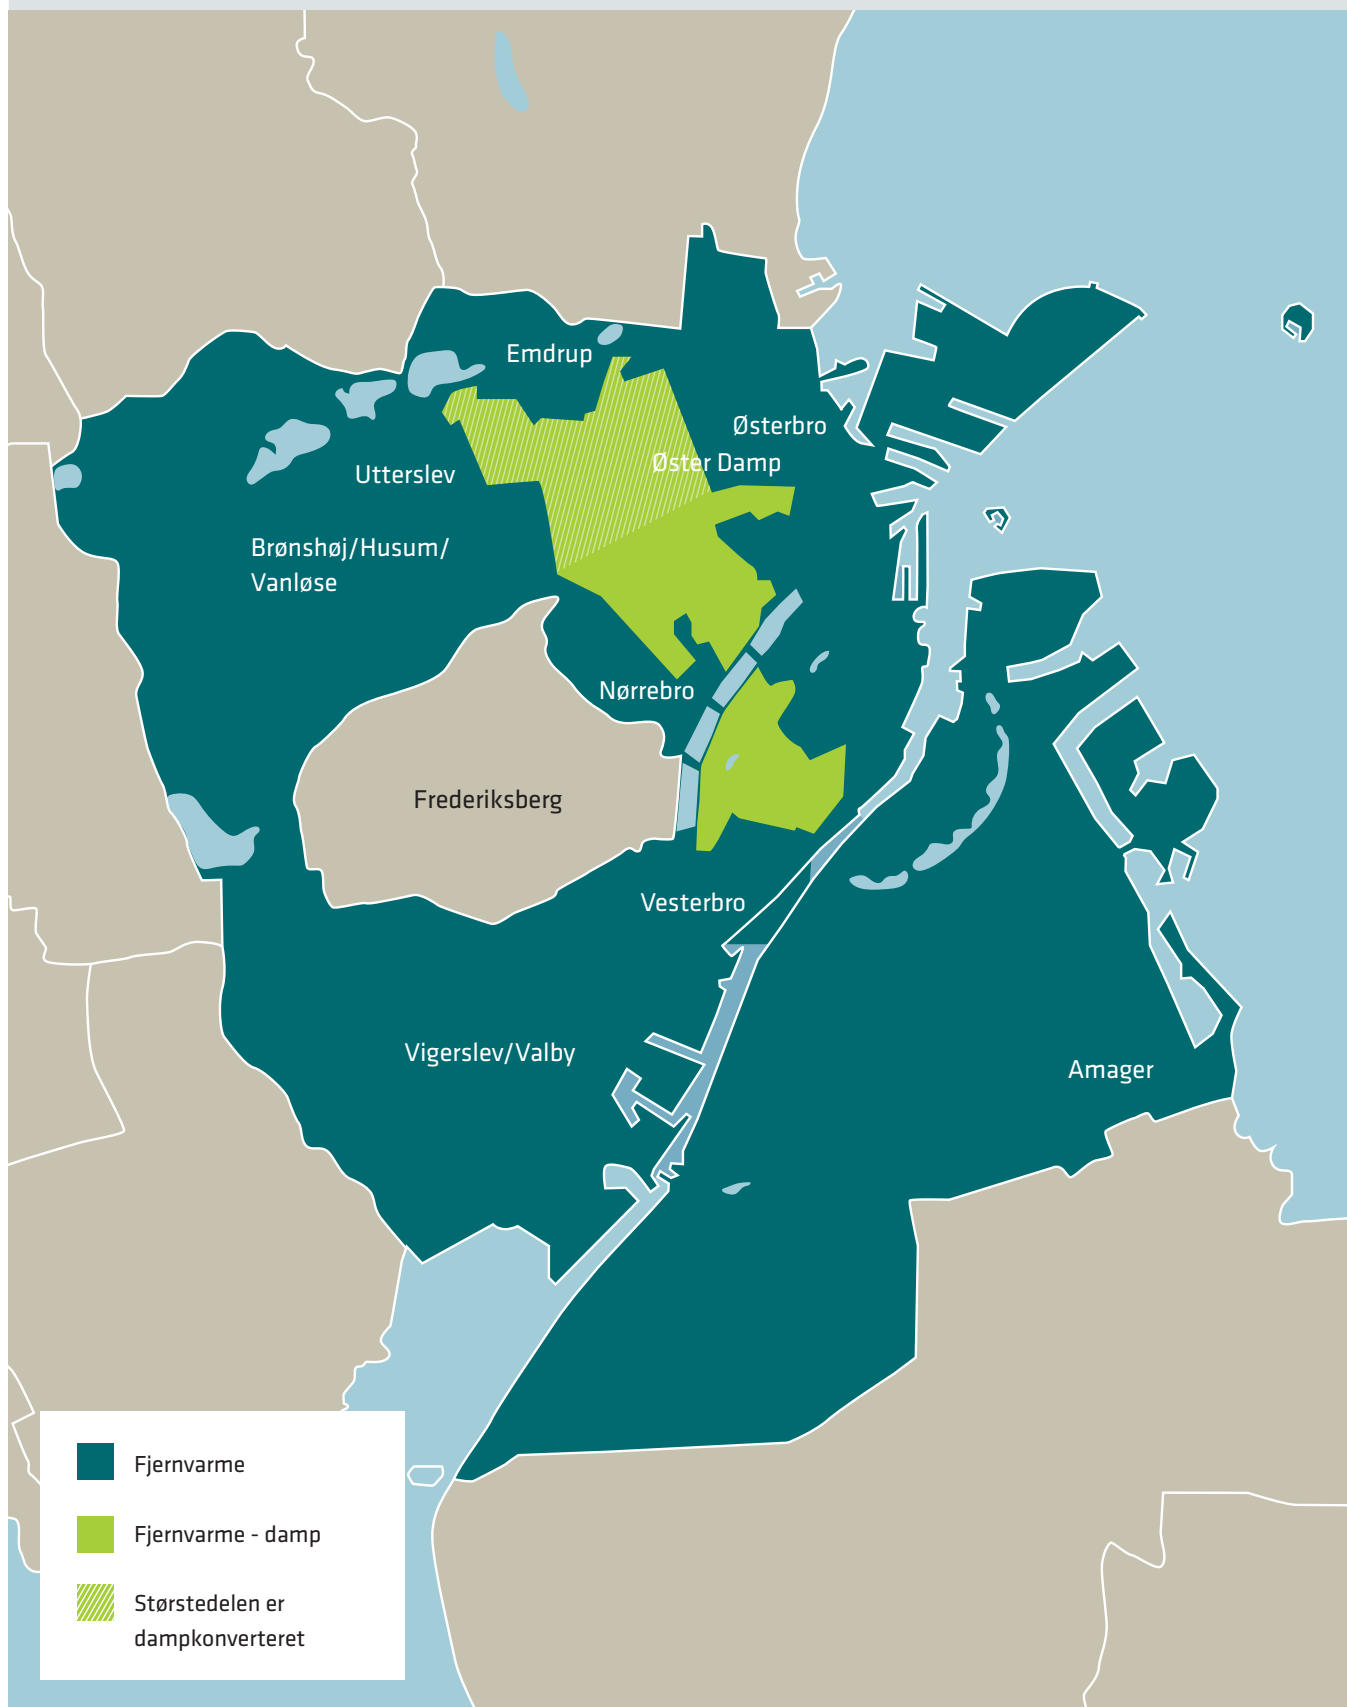 Emdrup
Østerbro
Øster Damp
Utterslev
Brønshøj/Husum/
Vanløse
Nørrebro
Frederiksberg
Vesterbro
Vigerslev/Valby
Amager
Fjernvarme
Fjernvarme - damp
Størstedelen er
dampkonverteret